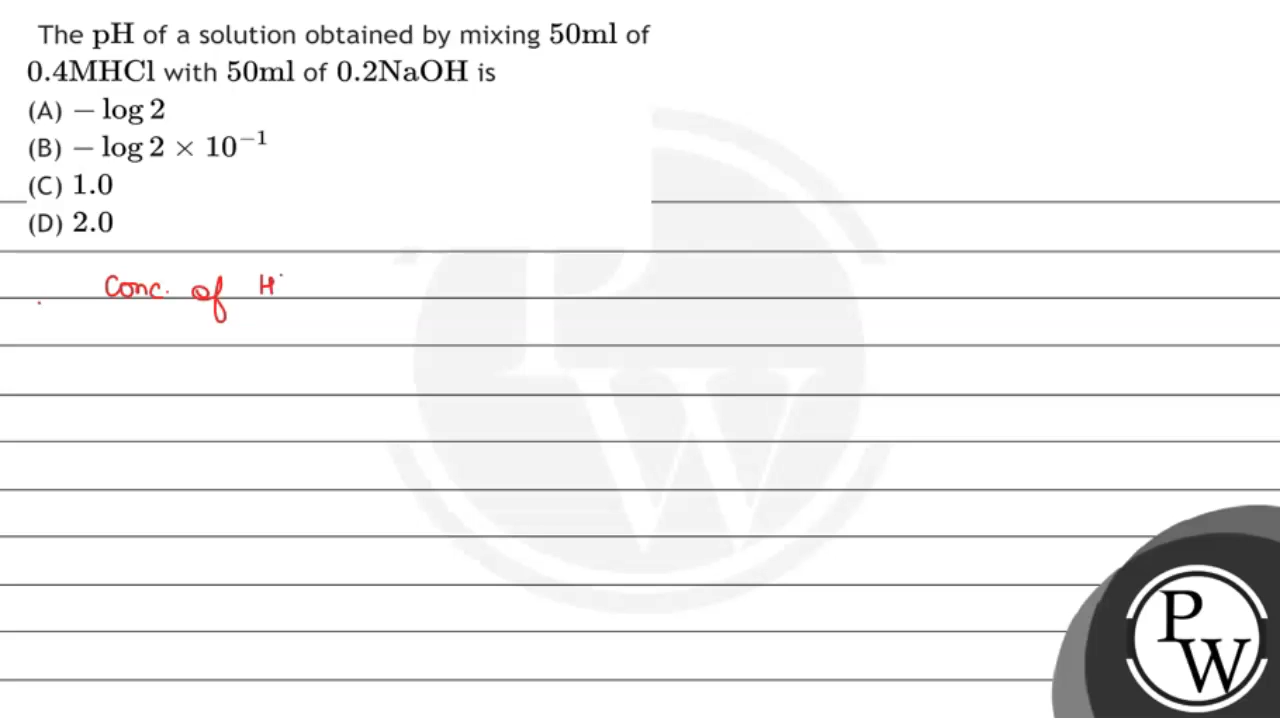 The pH of a solution obtained by mixing 50ml of
0.4MHCl with 50ml of 0.2NaOH is
(A) − log 2
(B) − log 2 × 10⁻¹
(C) 1.0
(D) 2.0
Conc. of H
P
W
P
W